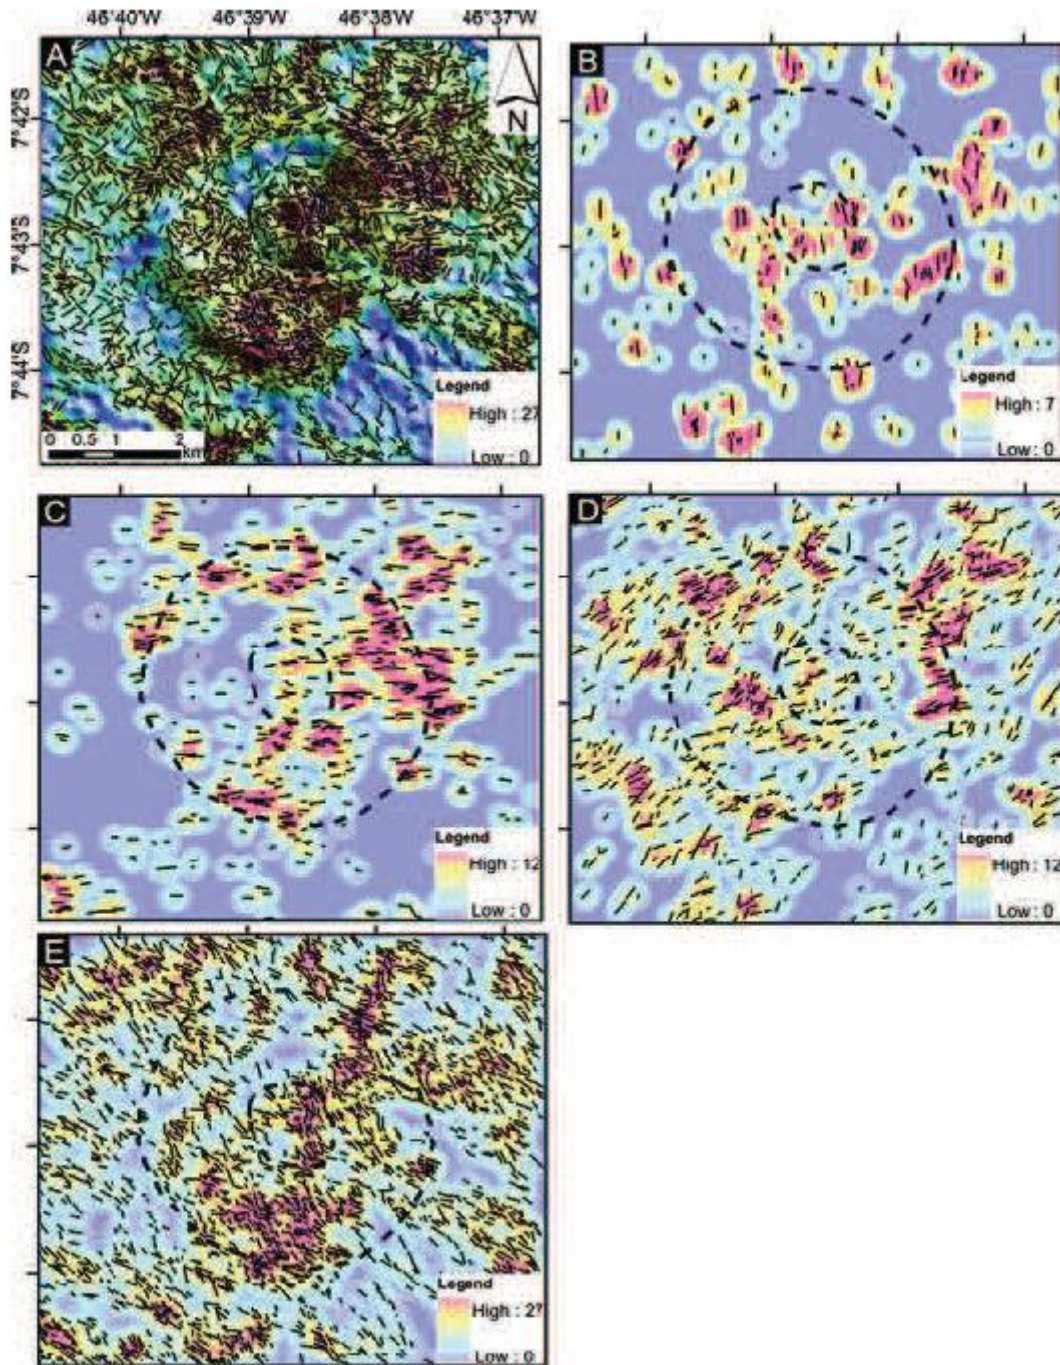 46°40'W 46°39'W 46°38'W 46°37'W
A
B
N
7°42'S
7°43'S
7°44'S
Legend
High : 27
Low : 0
0 0.5 1 2
km
Legend
High : 7
Low : 0
C
D
Legend
High : 12
Low : 0
Legend
High : 12
Low : 0
E
Legend
High : 27
Low : 0